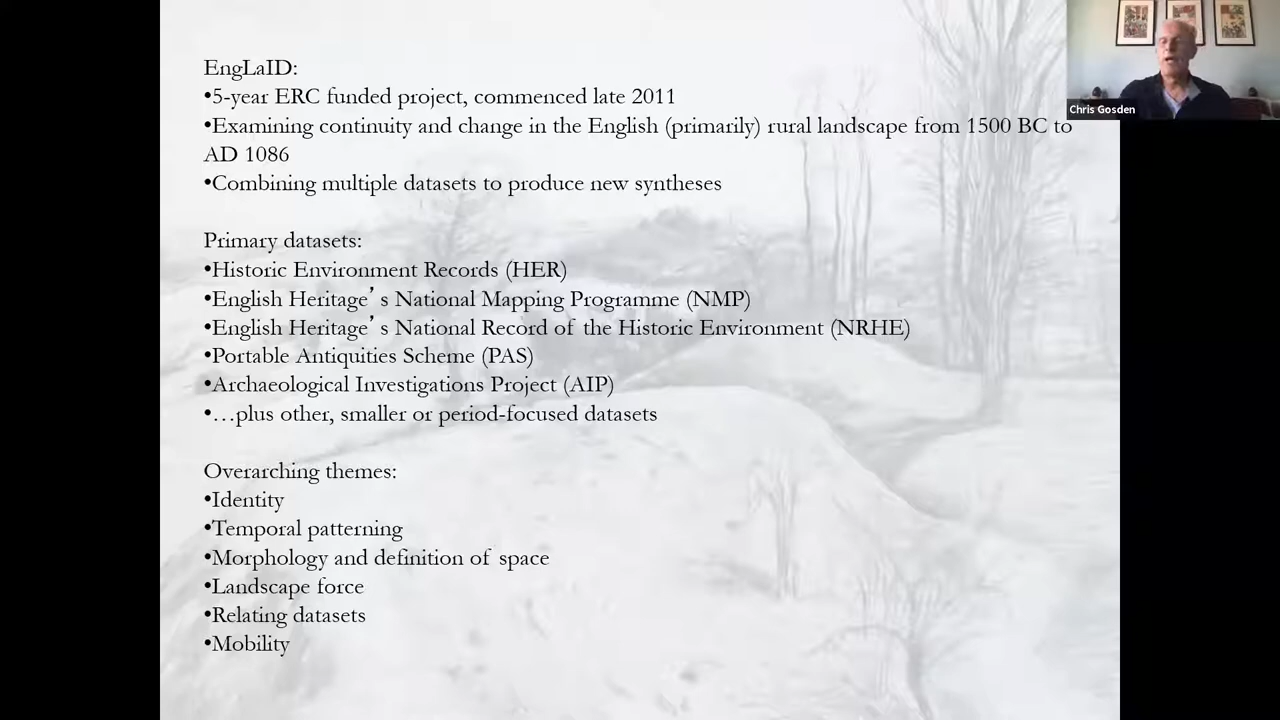 EngLaID:
•5-year ERC funded project, commenced late 2011
•Examining continuity and change in the English (primarily) rural landscape from 1500 BC to
AD 1086
•Combining multiple datasets to produce new syntheses
Primary datasets:
•Historic Environment Records (HER)
•English Heritage’s National Mapping Programme (NMP)
•English Heritage’s National Record of the Historic Environment (NRHE)
•Portable Antiquities Scheme (PAS)
•Archaeological Investigations Project (AIP)
•…plus other, smaller or period-focused datasets
Overarching themes:
•Identity
•Temporal patterning
•Morphology and definition of space
•Landscape force
•Relating datasets
•Mobility
Chris Gosden